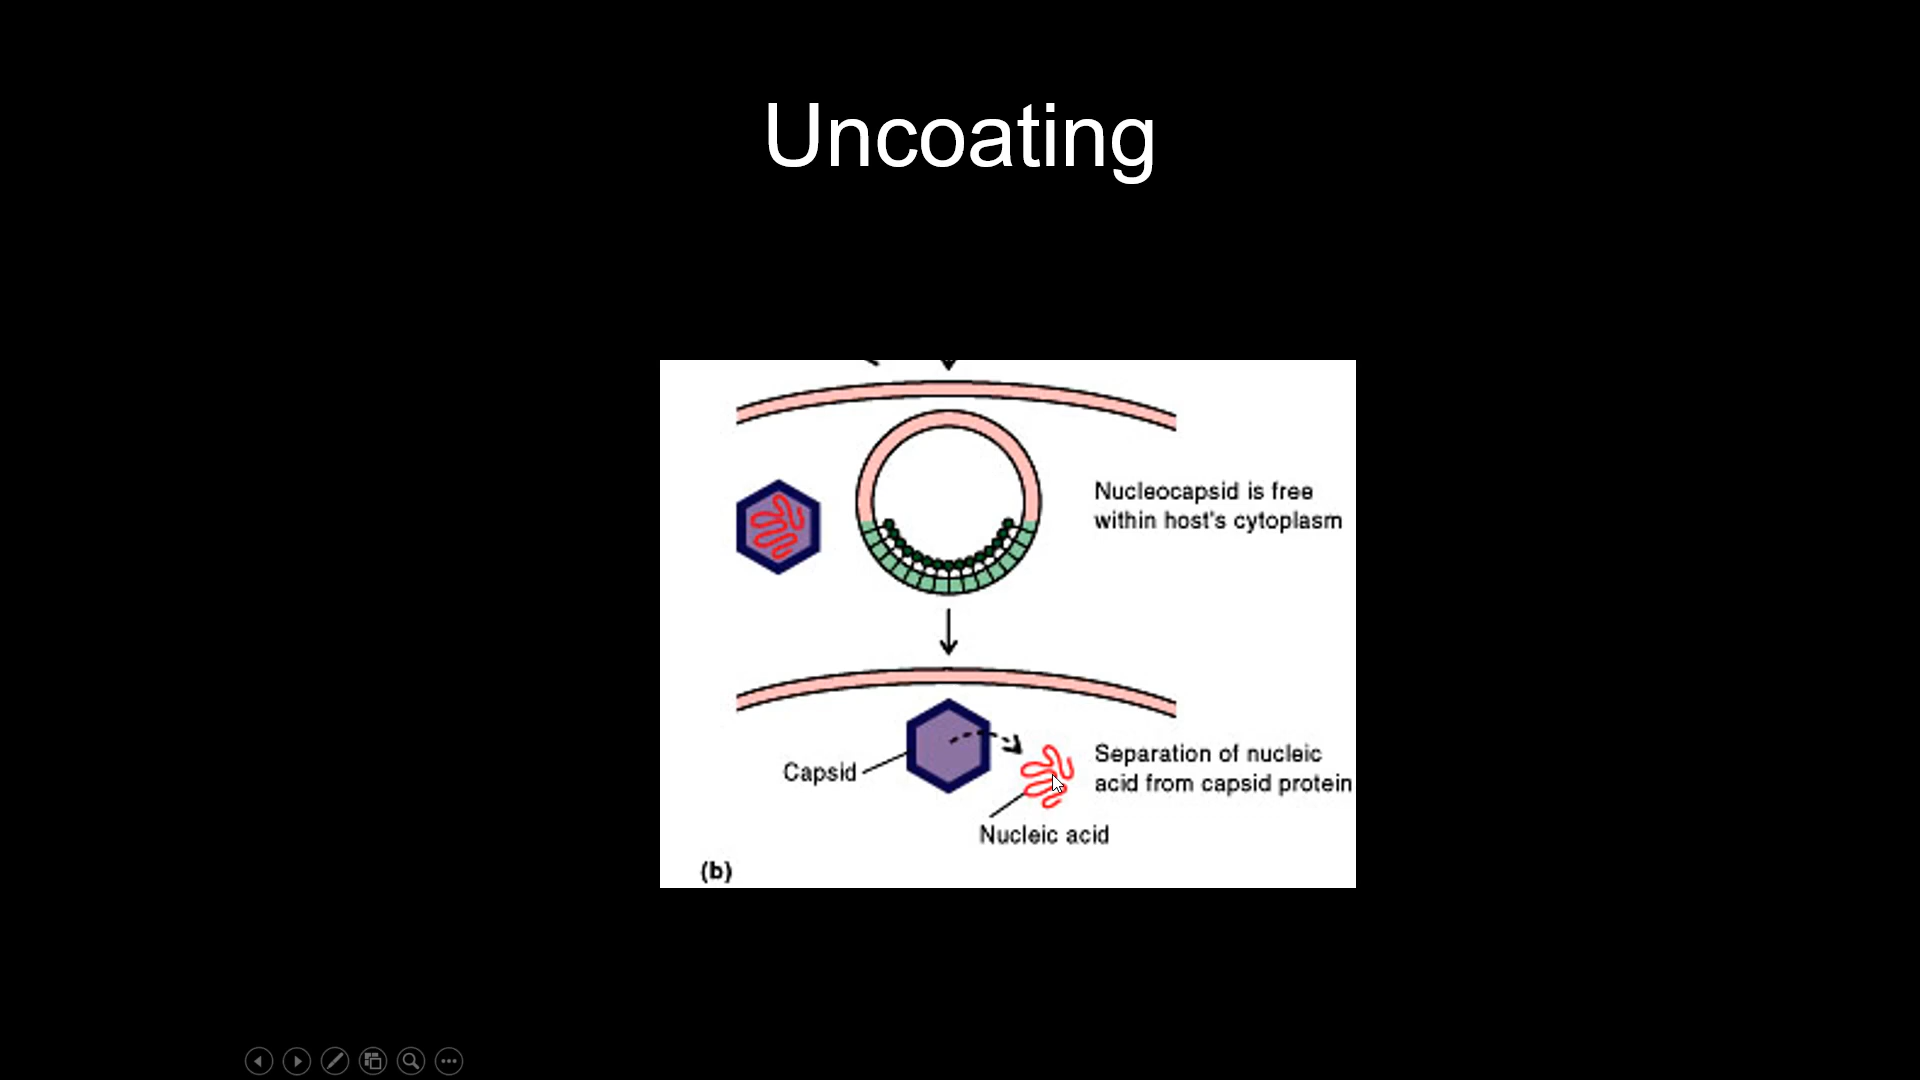 Uncoating
Nucleocapsid is free
within host's cytoplasm
Separation of nucleic
acid from capsid protein
Capsid
Nucleic acid
(b)